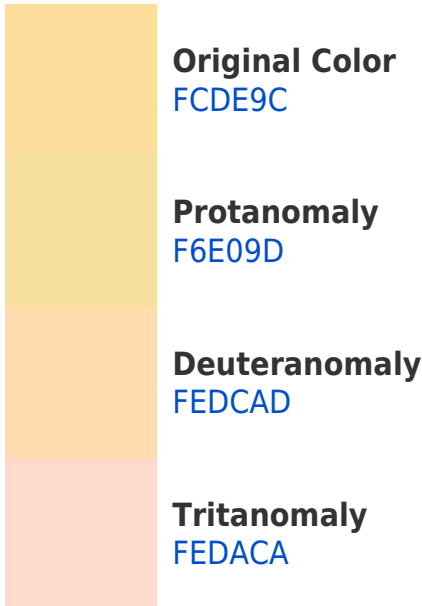 Original Color
FCDE9C
Protanomaly
F6E09D
Deuteranomaly
FEDCAD
Tritanomaly
FEDACA